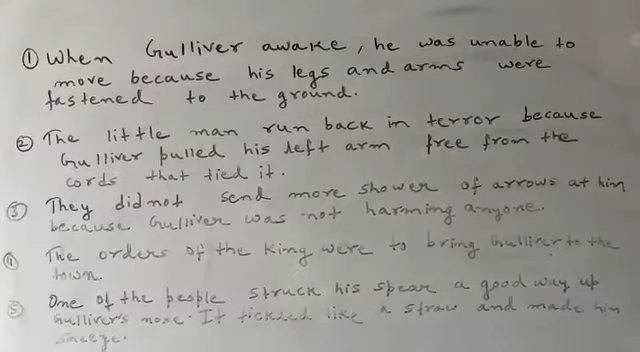 ① When Gulliver awake, he was unable to
move because his legs and arms were
fastened to the ground.
② The little man run back in terror because
Gulliver pulled his left arm free from the
cords that tied it.
③ They did not send more shower of arrows at him
because Gulliver was not harming anyone.
④ The orders of the King were to bring Gulliver to the
town.
⑤ One of the people struck his spear a good way up
Gulliver's nose. It tickled like a straw and made him
sneeze.